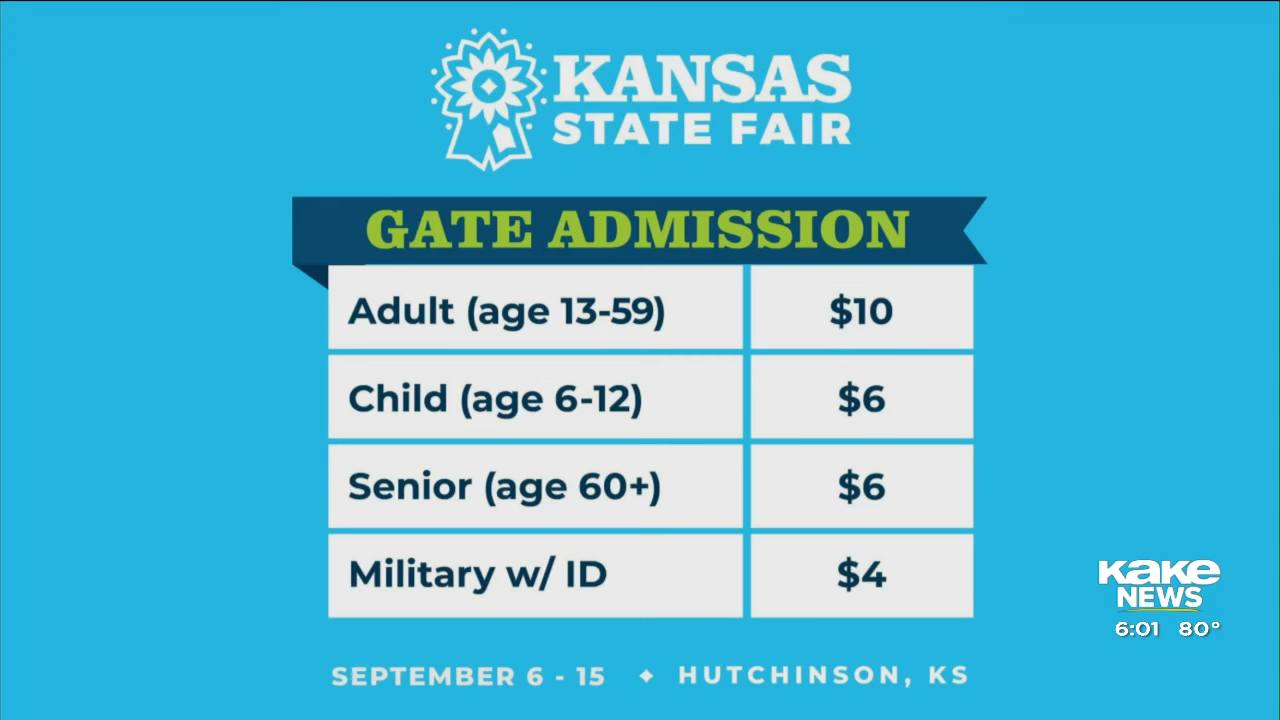 KANSAS
STATE FAIR
GATE ADMISSION
Adult (age 13-59) $10
Child (age 6-12) $6
Senior (age 60+) $6
Military w/ ID $4
SEPTEMBER 6 - 15 ✦ HUTCHINSON, KS
KAKE
NEWS
6:01 80°